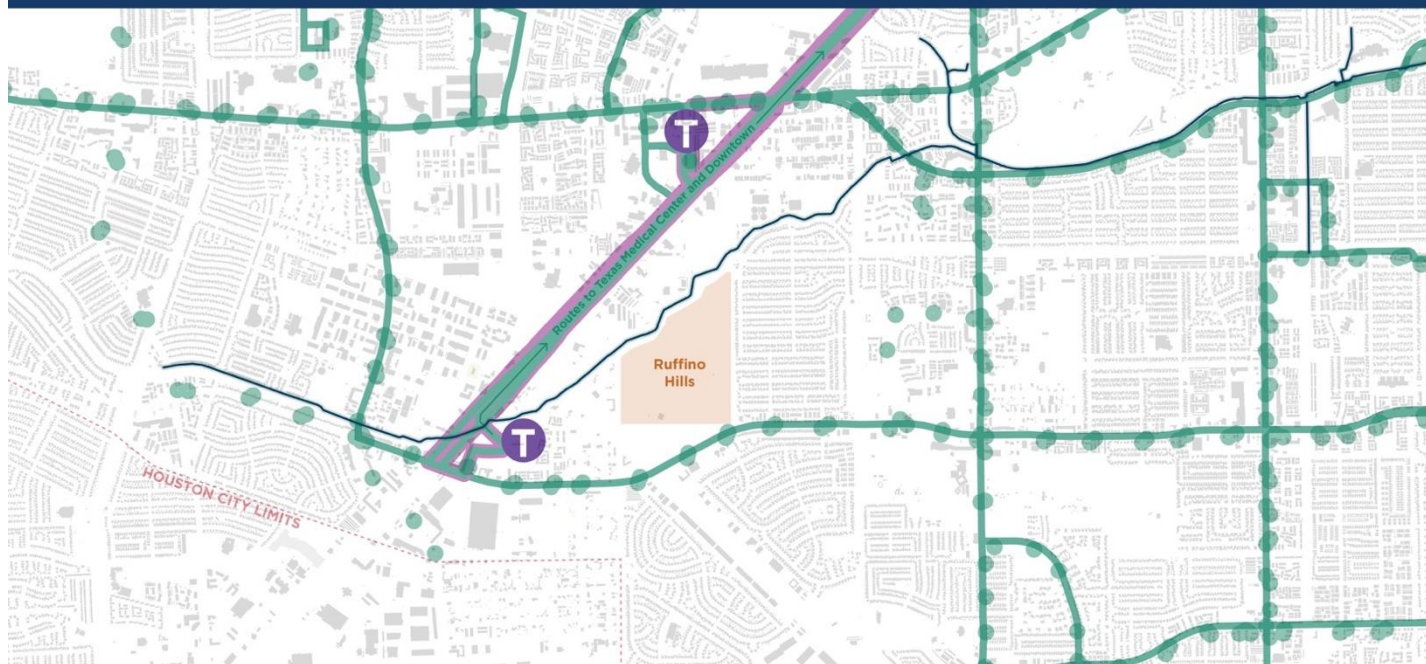 T
Routes to Texas Medical Center and Downtown
Ruffino
Hills
T
HOUSTON CITY LIMITS